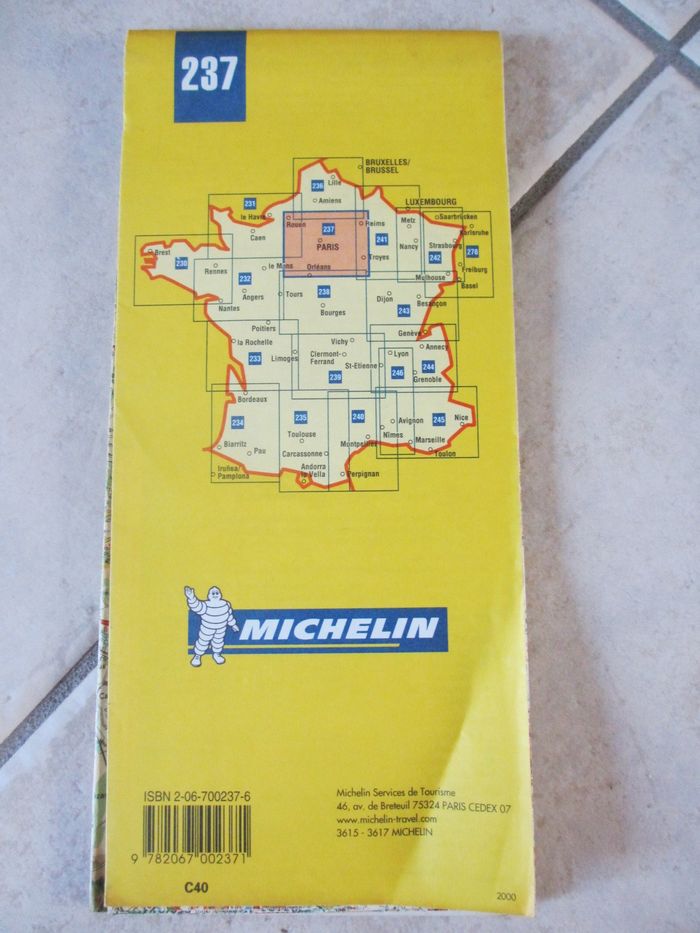 237
BRUXELLES/
BRUSSEL
236
Lille
Amiens
LUXEMBOURG
231
le Havre
Rouen
Reims
Metz
Saarbrücken
Caen
237
241
Karlsruhe
PARIS
Nancy
Strasbourg
Brest
230
Troyes
242
278
Rennes
le Mans
Orléans
Freiburg
232
Mulhouse
Basel
Angers
Tours
238
Dijon
Nantes
Bourges
243
Besançon
Poitiers
Genève
la Rochelle
Vichy
Annecy
233
Limoges
Clermont-
Ferrand
Lyon
St-Etienne
244
239
246
Grenoble
Bordeaux
234
235
240
Avignon
245
Nice
Toulouse
Nîmes
Biarritz
Montpellier
Marseille
Pau
Carcassonne
Toulon
Iruñea/
Pamplona
Andorra
la Vella
Perpignan
MICHELIN
ISBN 2-06-700237-6
9 782067 002371
C40
Michelin Services de Tourisme
46, av. de Breteuil 75324 PARIS CEDEX 07
www.michelin-travel.com
3615 - 3617 MICHELIN
2000